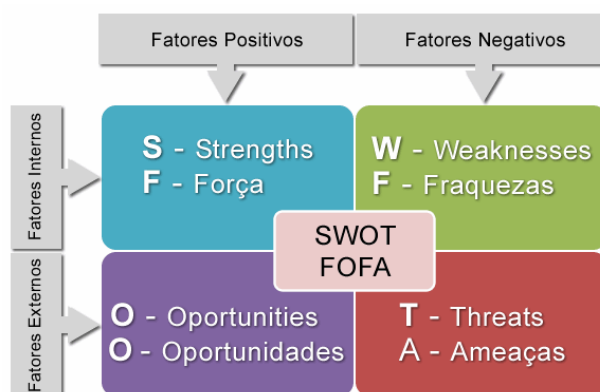 Fatores Positivos
Fatores Negativos
Fatores Internos
S - Strengths
F - Força
W - Weaknesses
F - Fraquezas
SWOT
FOFA
Fatores Externos
O - Oportunities
O - Oportunidades
T - Threats
A - Ameaças